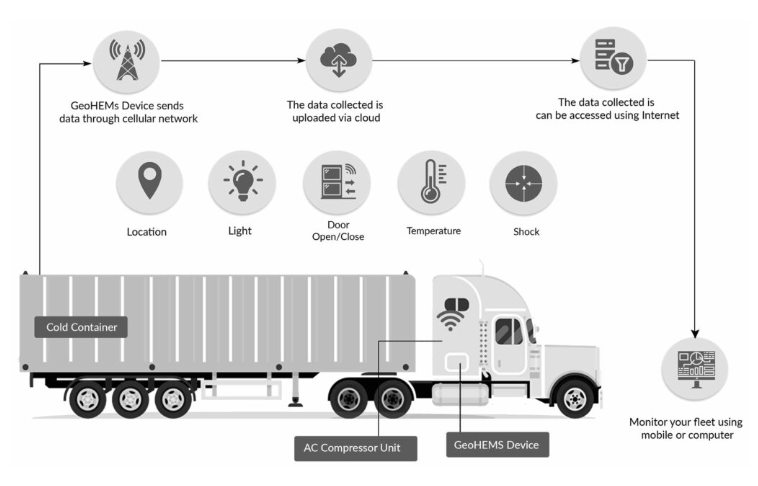 GeoHEMs Device sends
data through cellular network
The data collected is
uploaded via cloud
The data collected is
can be accessed using Internet
Location
Light
Door
Open/Close
Temperature
Shock
Cold Container
AC Compressor Unit
GeoHEMS Device
Monitor your fleet using
mobile or computer